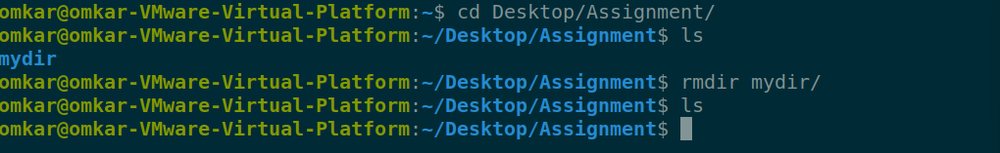 omkar@omkar-VMware-Virtual-Platform:~$ cd Desktop/Assignment/
omkar@omkar-VMware-Virtual-Platform:~/Desktop/Assignment$ ls
mydir
omkar@omkar-VMware-Virtual-Platform:~/Desktop/Assignment$ rmdir mydir/
omkar@omkar-VMware-Virtual-Platform:~/Desktop/Assignment$ ls
omkar@omkar-VMware-Virtual-Platform:~/Desktop/Assignment$